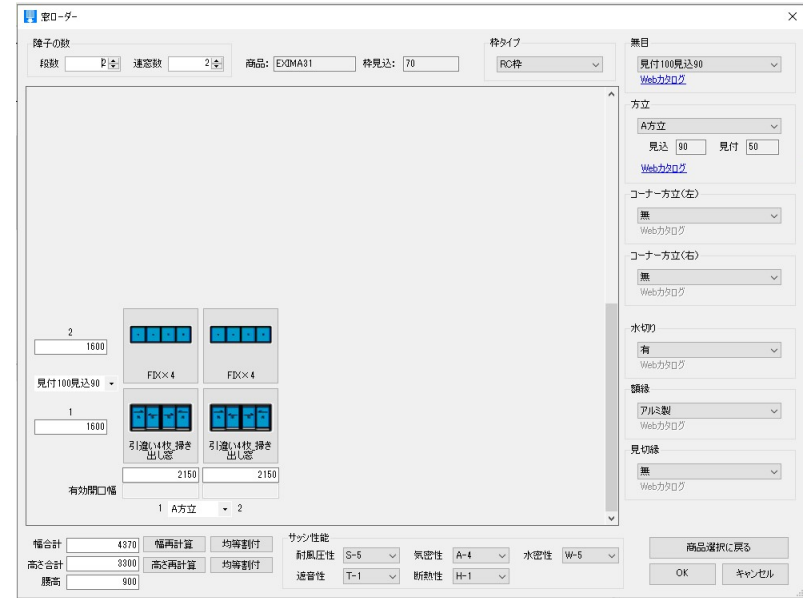 窓ローダー
障子の数
段数 2 連窓数 2 商品: EXIMA31 枠見込: 70
枠タイプ
RC枠
無目
見付100見込90
Webカタログ
方立
A方立
見込 90 見付 50
Webカタログ
コーナー方立(左)
無
Webカタログ
コーナー方立(右)
無
Webカタログ
水切り
有
Webカタログ
額縁
アルミ製
Webカタログ
見切縁
無
Webカタログ
2
1600
FIX×4 FIX×4
見付100見込90
1
1600
引違い4枚_掃き 引違い4枚_掃き
出し窓 出し窓
2150 2150
有効開口幅
1 A方立 2
幅合計 4370 幅再計算 均等割付
高さ合計 3300 高さ再計算 均等割付
腰高 900
サッシ性能
耐風圧性 S-5 気密性 A-4 水密性 W-5
遮音性 T-1 断熱性 H-1
商品選択に戻る
OK キャンセル